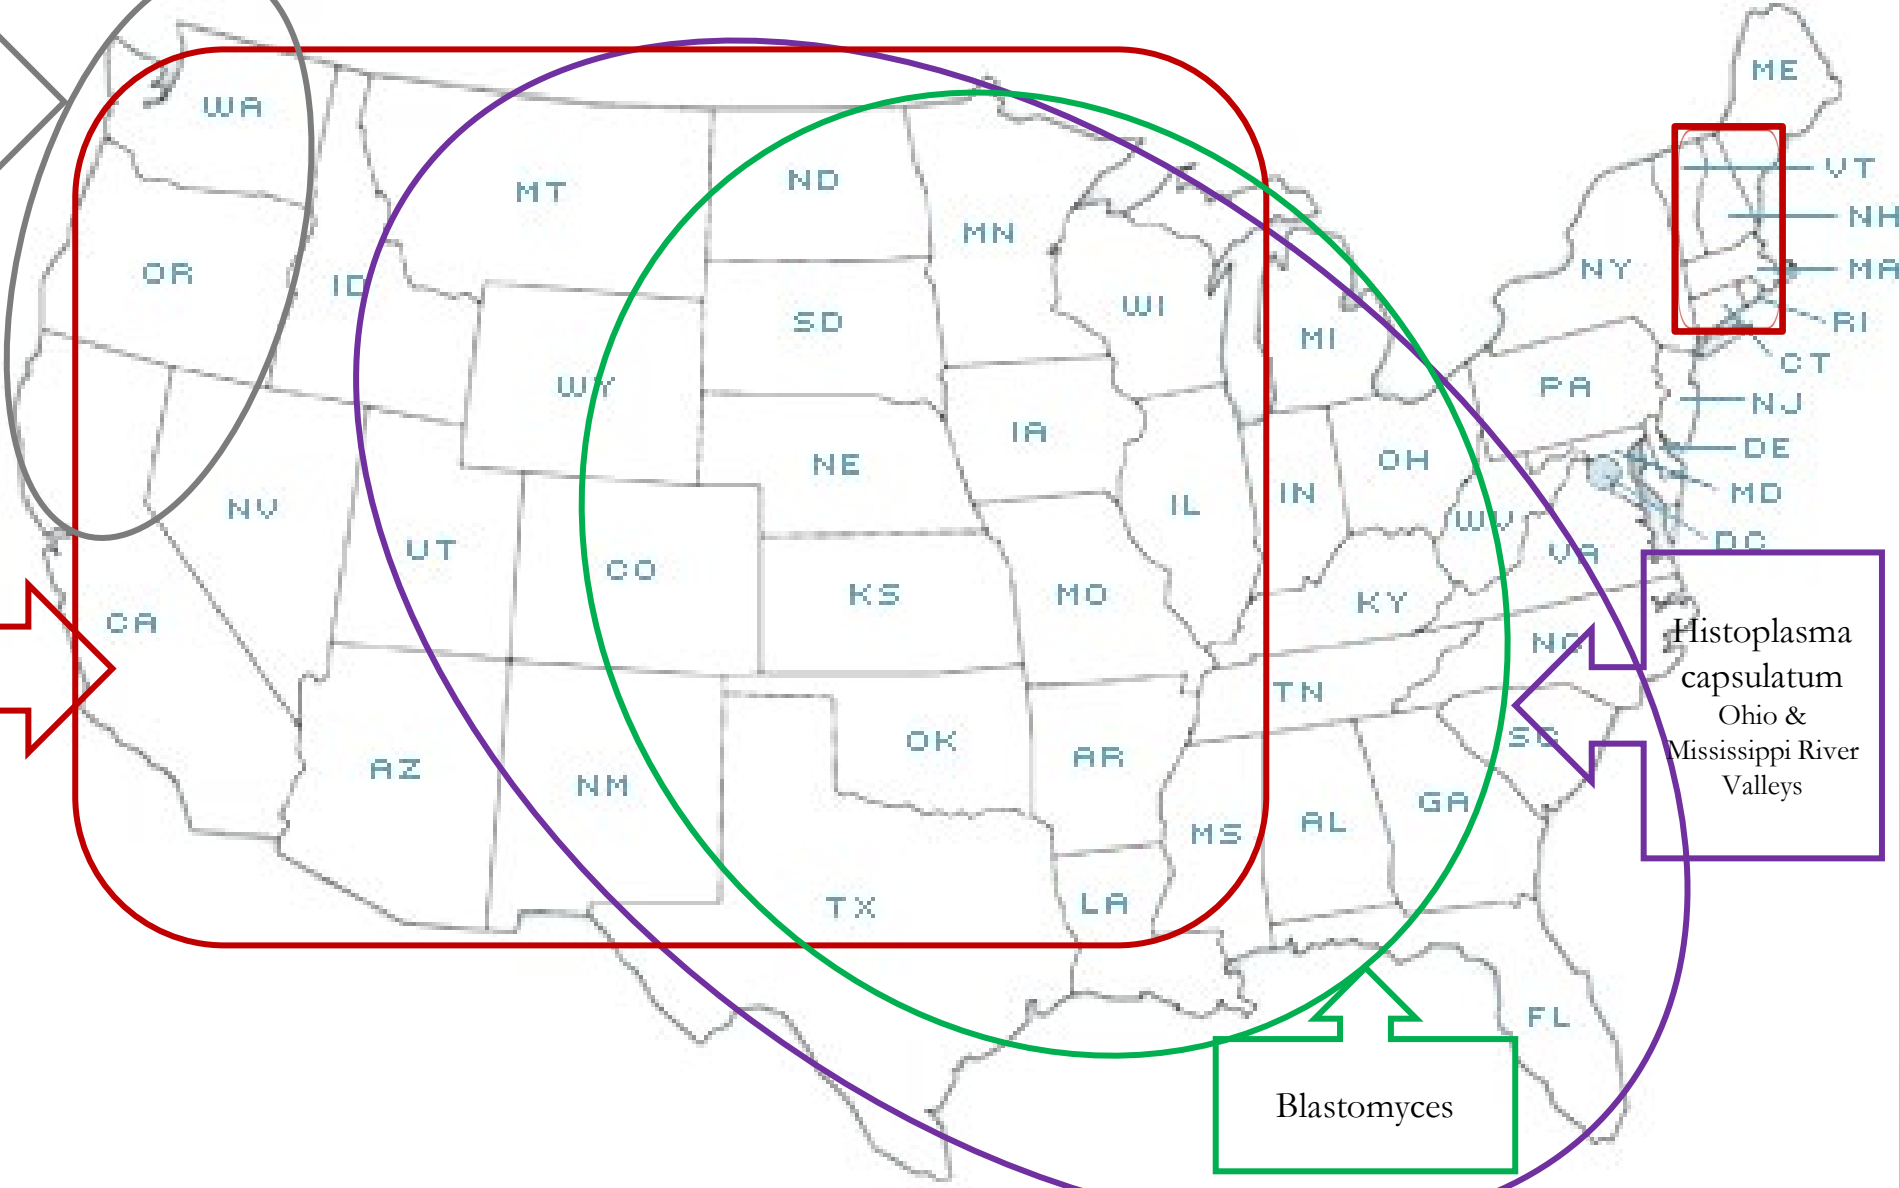 ME
WA
VT
ND
MT
NH
MN
OR
NY
MA
ID
WI
SD
RI
MI
CT
WY
PA
NJ
IA
DE
NE
OH
MD
IN
NV
IL
WV
DC
UT
VA
CO
KS
MO
KY
CA
NC
Histoplasma
capsulatum
Ohio &
Mississippi River
Valleys
TN
SC
OK
AR
AZ
NM
GA
AL
MS
TX
LA
FL
Blastomyces